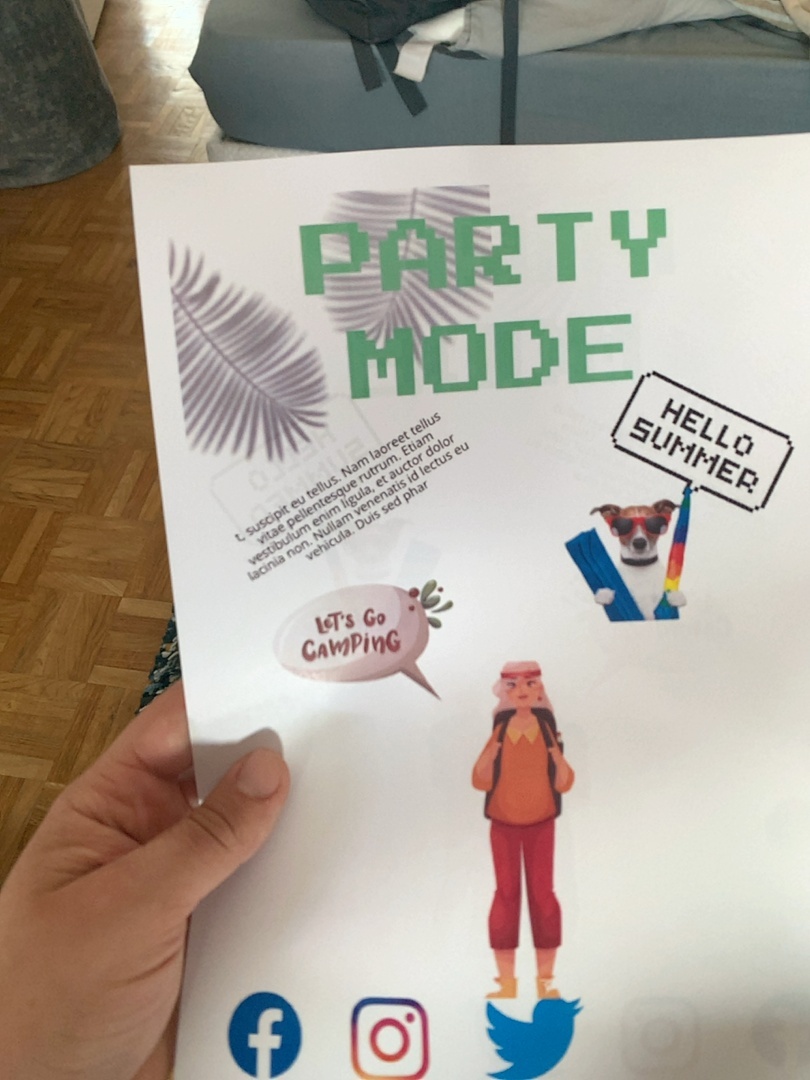 PARTY
MODE
HELLO
SUMMER
t, suscipit eu tellus. Nam laoreet tellus
vitae pellentesque rutrum. Etiam
vestibulum enim ligula, et auctor dolor
lacinia non. Nullam venenatis id lectus eu
vehicula. Duis sed phar
LeT's Go
CAMPiNG